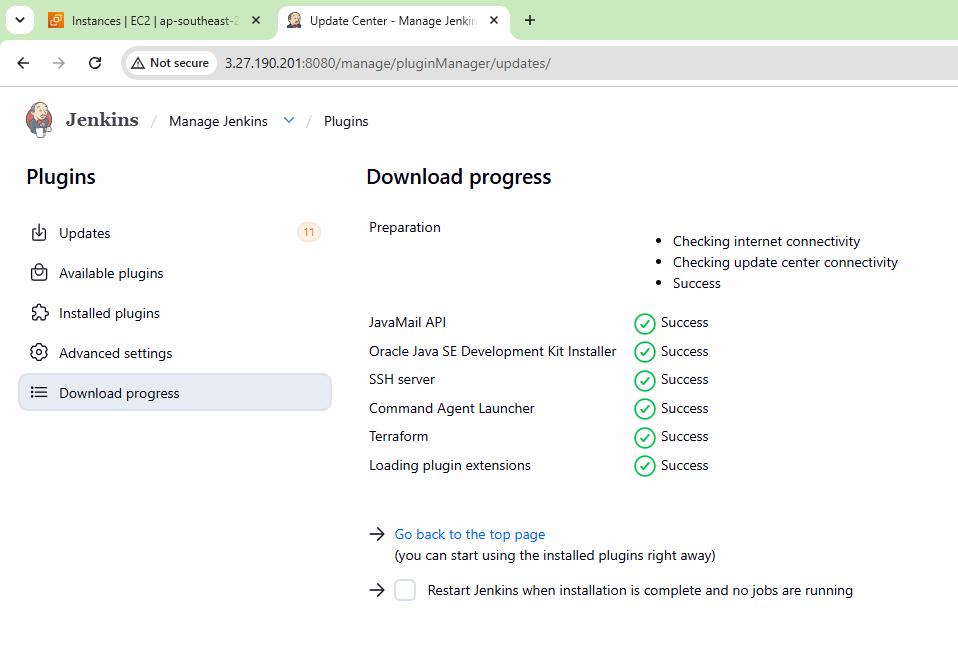 Instances | EC2 | ap-southeast-2
Update Center - Manage Jenkin
Not secure
3.27.190.201:8080/manage/pluginManager/updates/
Jenkins / Manage Jenkins / Plugins
Plugins
Updates
11
Available plugins
Installed plugins
Advanced settings
Download progress
Download progress
Preparation
• Checking internet connectivity
• Checking update center connectivity
• Success
JavaMail API Success
Oracle Java SE Development Kit Installer Success
SSH server Success
Command Agent Launcher Success
Terraform Success
Loading plugin extensions Success
→ Go back to the top page
(you can start using the installed plugins right away)
→ Restart Jenkins when installation is complete and no jobs are running